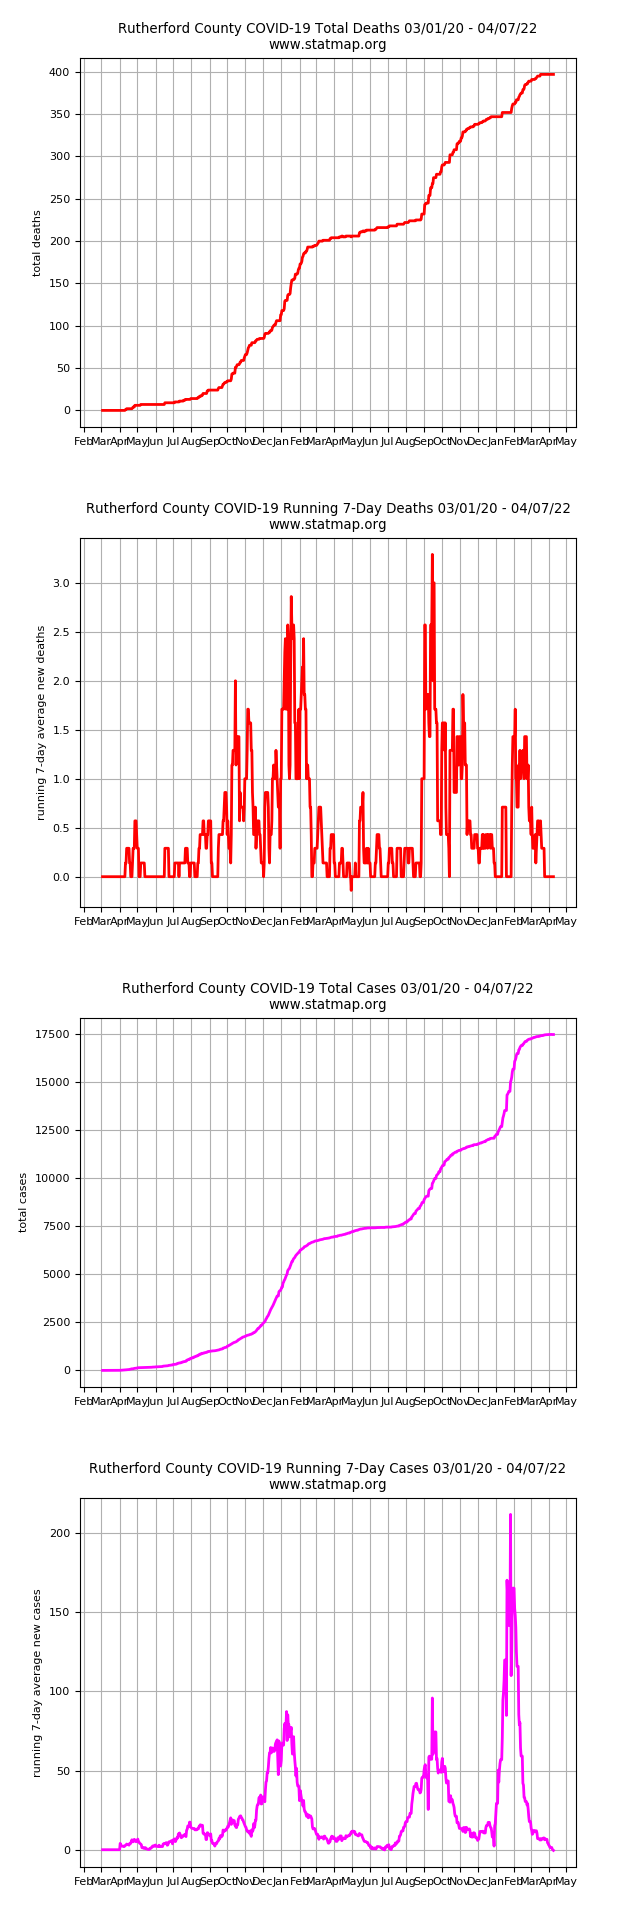 Rutherford County COVID-19 Total Deaths 03/01/20 - 04/07/22
www.statmap.org
400
350
300
250
200
150
100
50
0
total deaths
Feb Mar Apr May Jun Jul Aug Sep Oct Nov Dec Jan Feb Mar Apr May Jun Jul Aug Sep Oct Nov Dec Jan Feb Mar Apr May
Rutherford County COVID-19 Running 7-Day Deaths 03/01/20 - 04/07/22
www.statmap.org
3.0
2.5
2.0
1.5
1.0
0.5
0.0
running 7-day average new deaths
Feb Mar Apr May Jun Jul Aug Sep Oct Nov Dec Jan Feb Mar Apr May Jun Jul Aug Sep Oct Nov Dec Jan Feb Mar Apr May
Rutherford County COVID-19 Total Cases 03/01/20 - 04/07/22
www.statmap.org
17500
15000
12500
10000
7500
5000
2500
0
total cases
Feb Mar Apr May Jun Jul Aug Sep Oct Nov Dec Jan Feb Mar Apr May Jun Jul Aug Sep Oct Nov Dec Jan Feb Mar Apr May
Rutherford County COVID-19 Running 7-Day Cases 03/01/20 - 04/07/22
www.statmap.org
200
150
100
50
0
running 7-day average new cases
Feb Mar Apr May Jun Jul Aug Sep Oct Nov Dec Jan Feb Mar Apr May Jun Jul Aug Sep Oct Nov Dec Jan Feb Mar Apr May